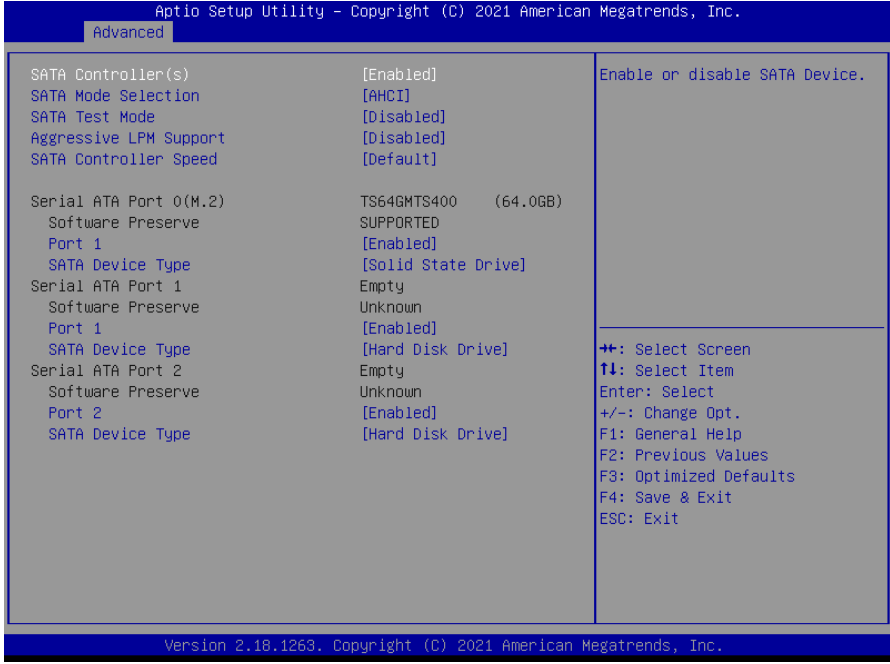 Aptio Setup Utility – Copyright (C) 2021 American Megatrends, Inc.
Advanced
SATA Controller(s) [Enabled]
SATA Mode Selection [AHCI]
SATA Test Mode [Disabled]
Aggressive LPM Support [Disabled]
SATA Controller Speed [Default]
Serial ATA Port 0(M.2) TS64GMTS400 (64.0GB)
Software Preserve SUPPORTED
Port 1 [Enabled]
SATA Device Type [Solid State Drive]
Serial ATA Port 1 Empty
Software Preserve Unknown
Port 1 [Enabled]
SATA Device Type [Hard Disk Drive]
Serial ATA Port 2 Empty
Software Preserve Unknown
Port 2 [Enabled]
SATA Device Type [Hard Disk Drive]
Enable or disable SATA Device.
→←: Select Screen
↑↓: Select Item
Enter: Select
+/-: Change Opt.
F1: General Help
F2: Previous Values
F3: Optimized Defaults
F4: Save & Exit
ESC: Exit
Version 2.18.1263. Copyright (C) 2021 American Megatrends, Inc.